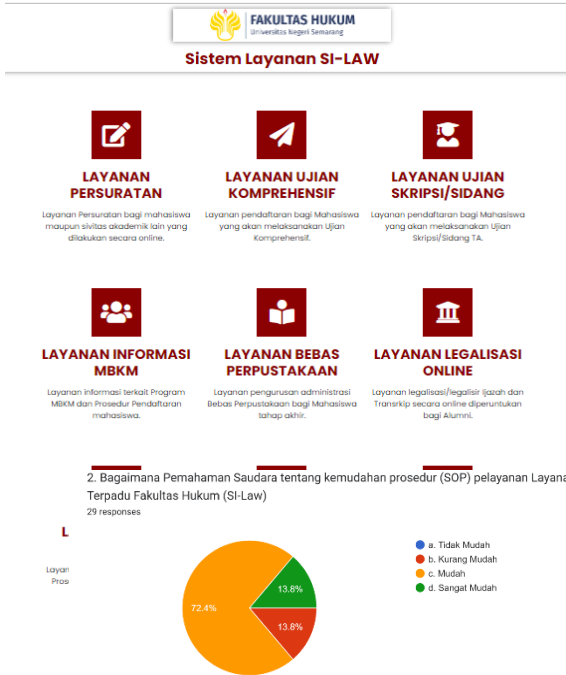 FAKULTAS HUKUM
Universitas Negeri Semarang
Sistem Layanan SI-LAW
LAYANAN
PERSURATAN
Layanan Persuratan bagi mahasiswa
maupun sivitas akademik lain yang
dilakukan secara online.
LAYANAN UJIAN
KOMPREHENSIF
Layanan pendaftaran bagi Mahasiswa
yang akan melaksanakan Ujian
Komprehensif.
LAYANAN UJIAN
SKRIPSI/SIDANG
Layanan pendaftaran bagi Mahasiswa
yang akan melaksanakan Ujian
Skripsi/Sidang TA.
LAYANAN INFORMASI
MBKM
Layanan informasi terkait Program
MBKM dan Prosedur Pendaftaran
mahasiswa.
LAYANAN BEBAS
PERPUSTAKAAN
Layanan pengurusan administrasi
Bebas Perpustakaan bagi Mahasiswa
tahap akhir.
LAYANAN LEGALISASI
ONLINE
Layanan legalisasi/legalisir Ijazah dan
Transrkip secara online diperuntukan
bagi Alumni.
2. Bagaimana Pemahaman Saudara tentang kemudahan prosedur (SOP) pelayanan Layana
Terpadu Fakultas Hukum (SI-Law)
29 responses
L
Layan
Pros
a. Tidak Mudah
b. Kurang Mudah
c. Mudah
d. Sangat Mudah
13.8%
72.4%
13.8%